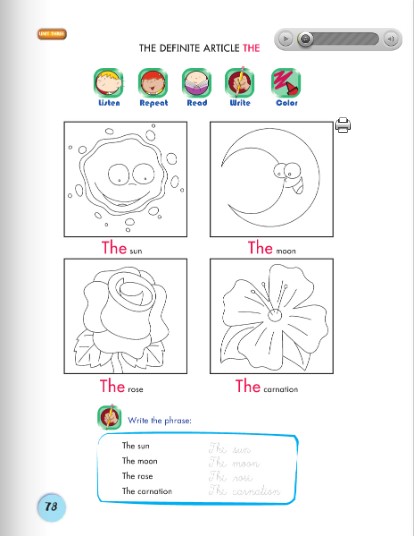 THE DEFINITE ARTICLE THE
Listen Repeat Read Write Color
The sun
The moon
The rose
The carnation
Write the phrase:
The sun The sun
The moon The moon
The rose The rose
The carnation The carnation
78